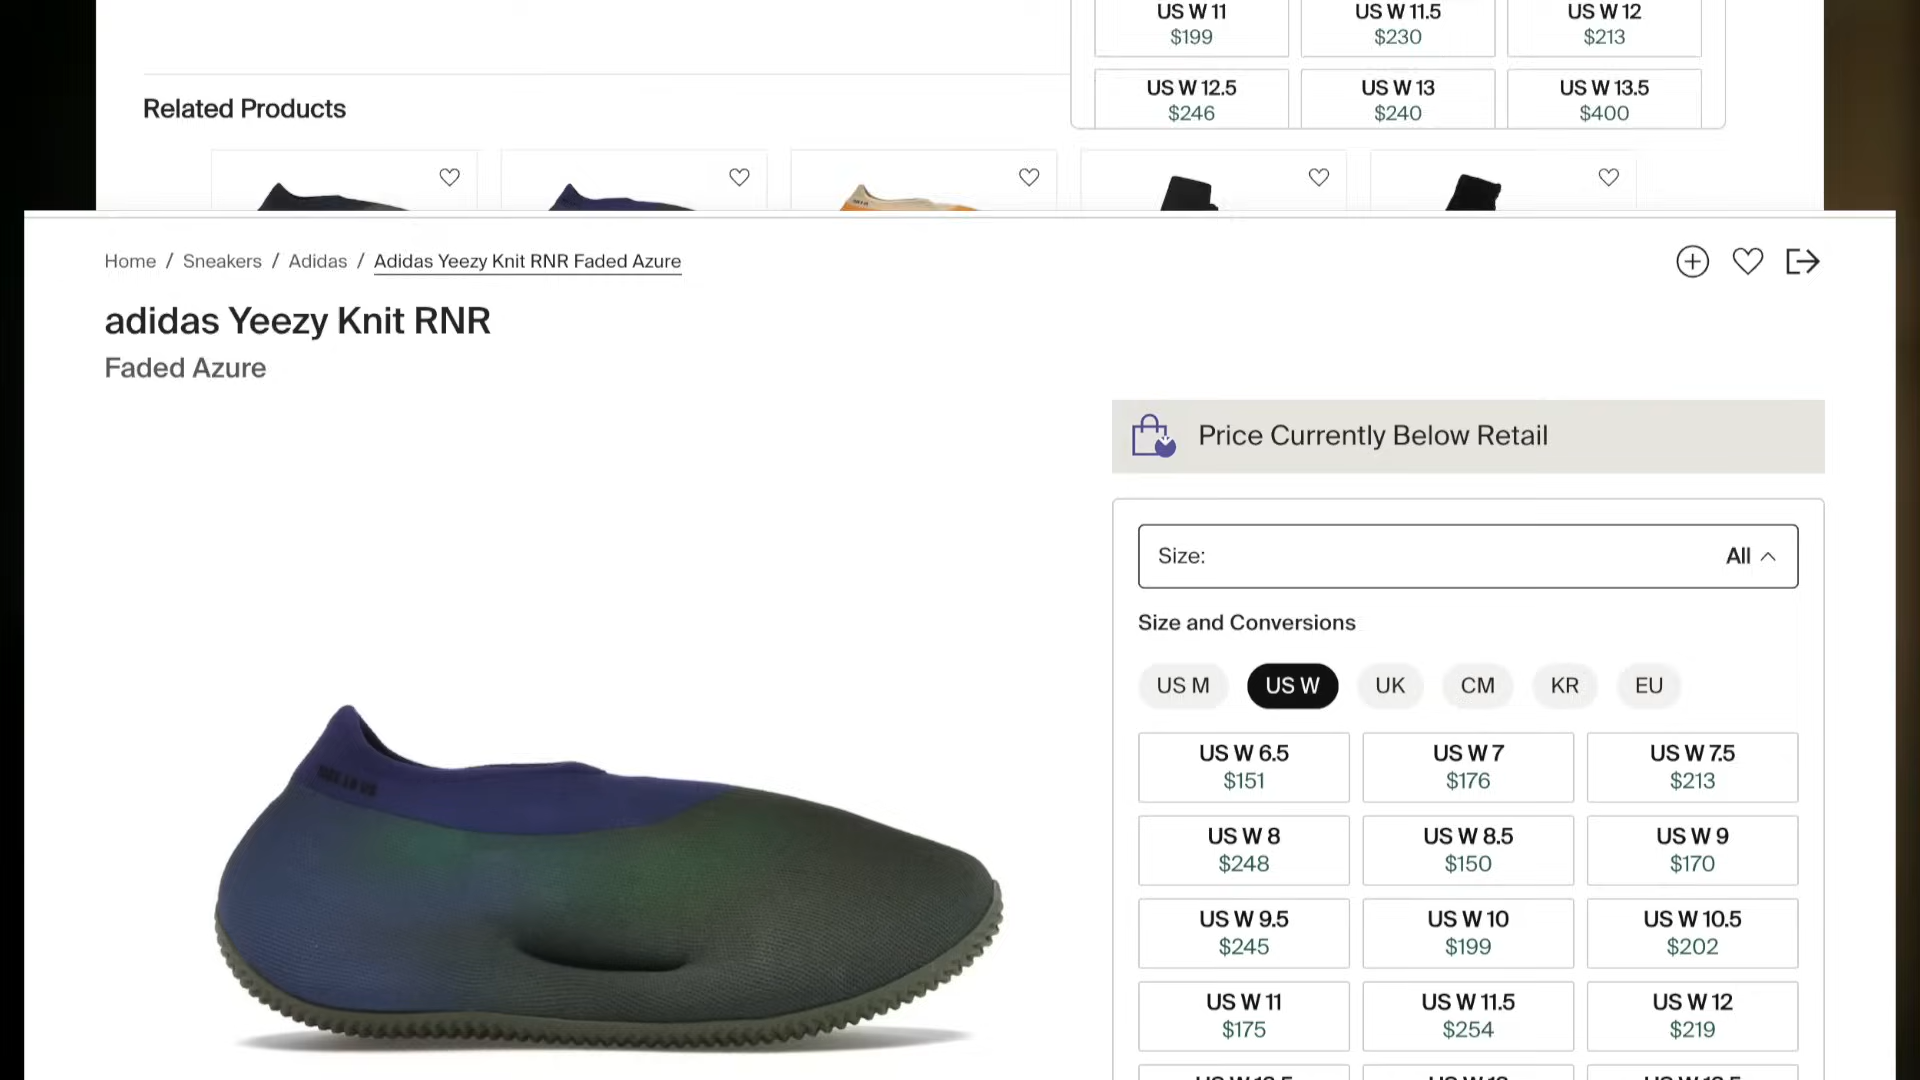 US W 11
$199
US W 11.5
$230
US W 12
$213
US W 12.5
$246
US W 13
$240
US W 13.5
$400
Related Products
Home / Sneakers / Adidas / Adidas Yeezy Knit RNR Faded Azure
adidas Yeezy Knit RNR
Faded Azure
Price Currently Below Retail
Size: All
Size and Conversions
US M US W UK CM KR EU
US W 6.5
$151
US W 7
$176
US W 7.5
$213
US W 8
$248
US W 8.5
$150
US W 9
$170
US W 9.5
$245
US W 10
$199
US W 10.5
$202
US W 11
$175
US W 11.5
$254
US W 12
$219